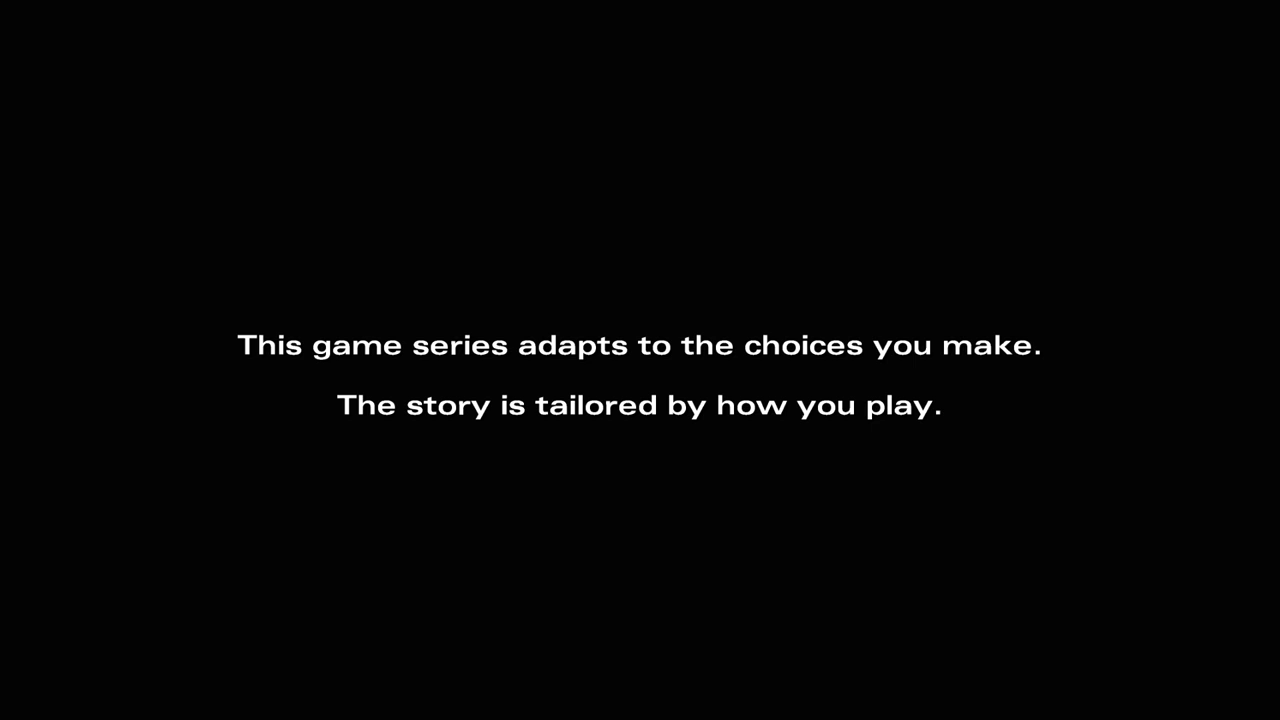 This game series adapts to the choices you make.
The story is tailored by how you play.